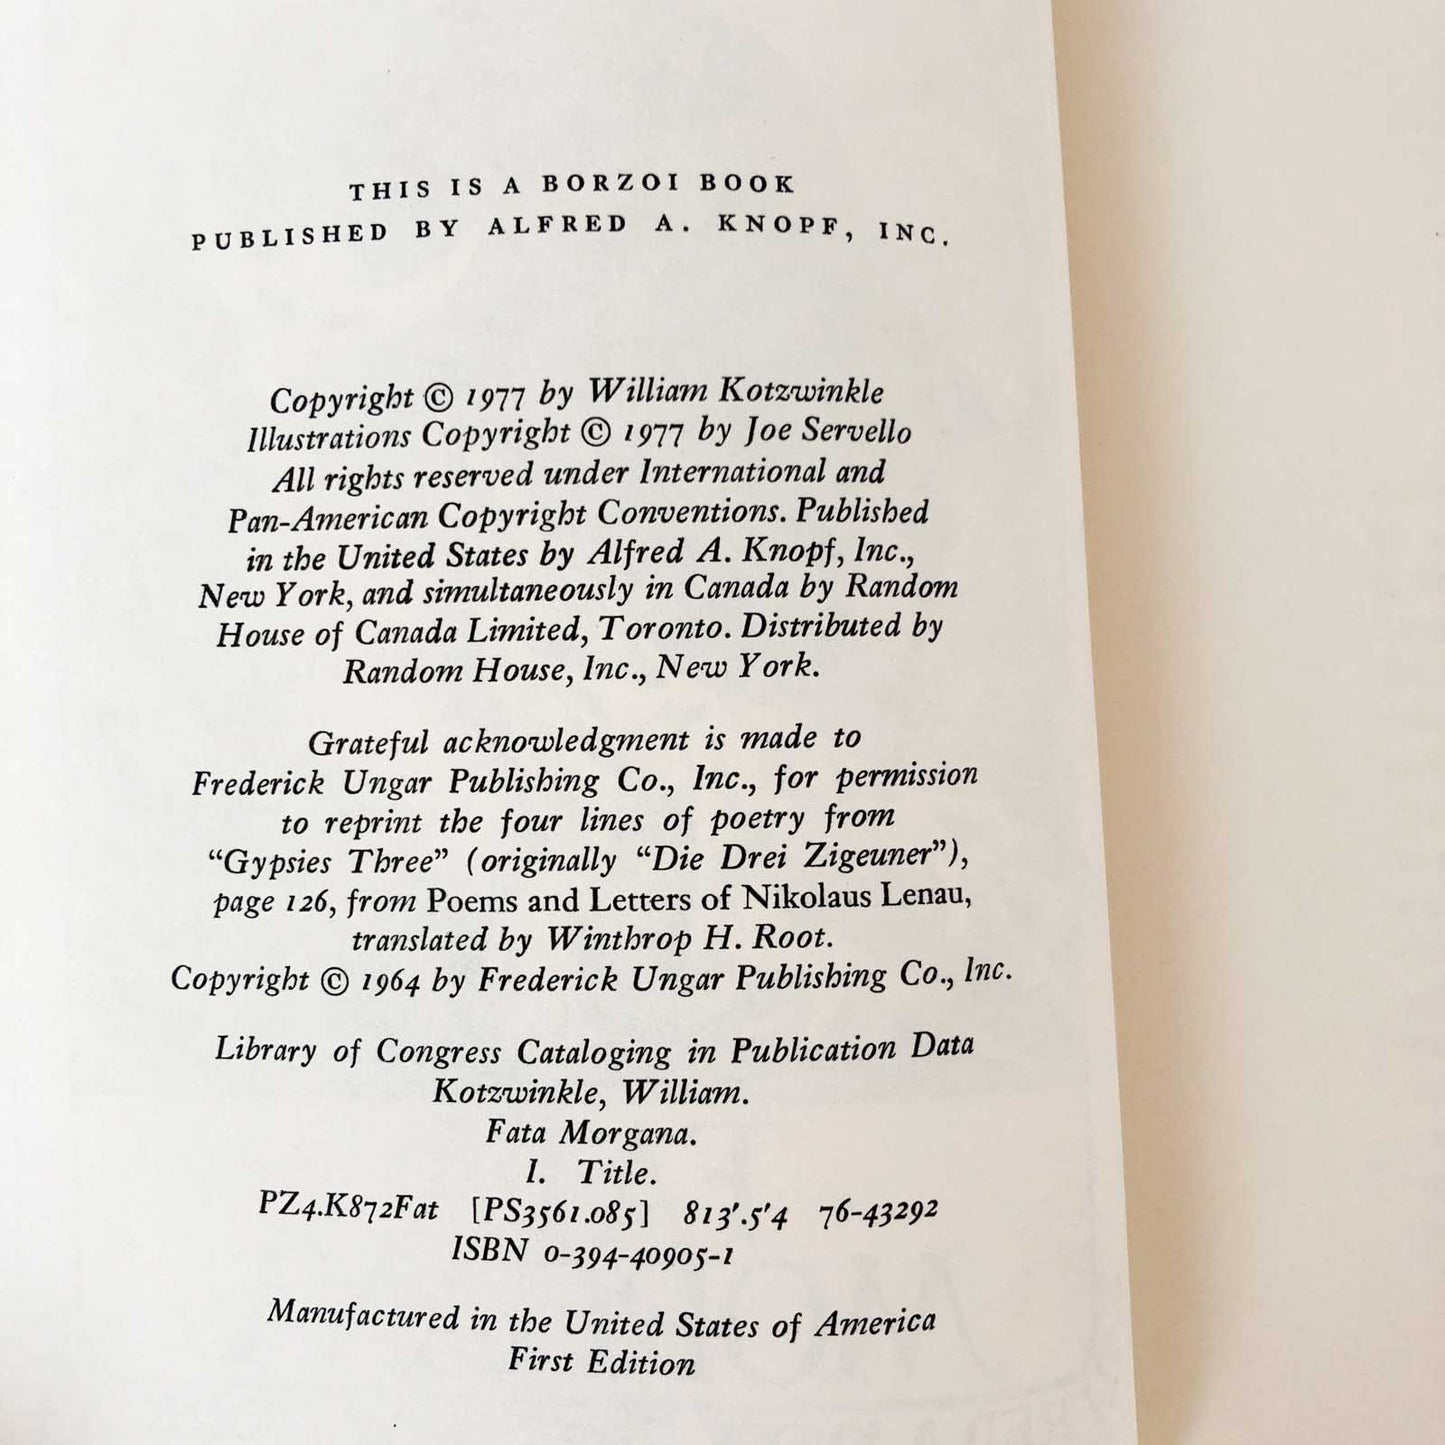 THIS IS A BORZOI BOOK
PUBLISHED BY ALFRED A. KNOPF, INC.
Copyright © 1977 by William Kotzwinkle
Illustrations Copyright © 1977 by Joe Servello
All rights reserved under International and
Pan-American Copyright Conventions. Published
in the United States by Alfred A. Knopf, Inc.,
New York, and simultaneously in Canada by Random
House of Canada Limited, Toronto. Distributed by
Random House, Inc., New York.
Grateful acknowledgment is made to
Frederick Ungar Publishing Co., Inc., for permission
to reprint the four lines of poetry from
“Gypsies Three” (originally “Die Drei Zigeuner”),
page 126, from Poems and Letters of Nikolaus Lenau,
translated by Winthrop H. Root.
Copyright © 1964 by Frederick Ungar Publishing Co., Inc.
Library of Congress Cataloging in Publication Data
Kotzwinkle, William.
Fata Morgana.
I. Title.
PZ4.K872Fat [PS3561.085] 813'.5'4 76-43292
ISBN 0-394-40905-1
Manufactured in the United States of America
First Edition